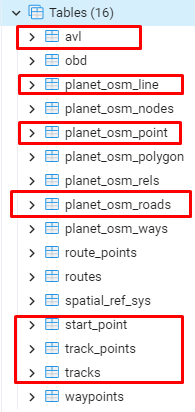 Tables (16)
avl
obd
planet_osm_line
planet_osm_nodes
planet_osm_point
planet_osm_polygon
planet_osm_rels
planet_osm_roads
planet_osm_ways
route_points
routes
spatial_ref_sys
start_point
track_points
tracks
waypoints